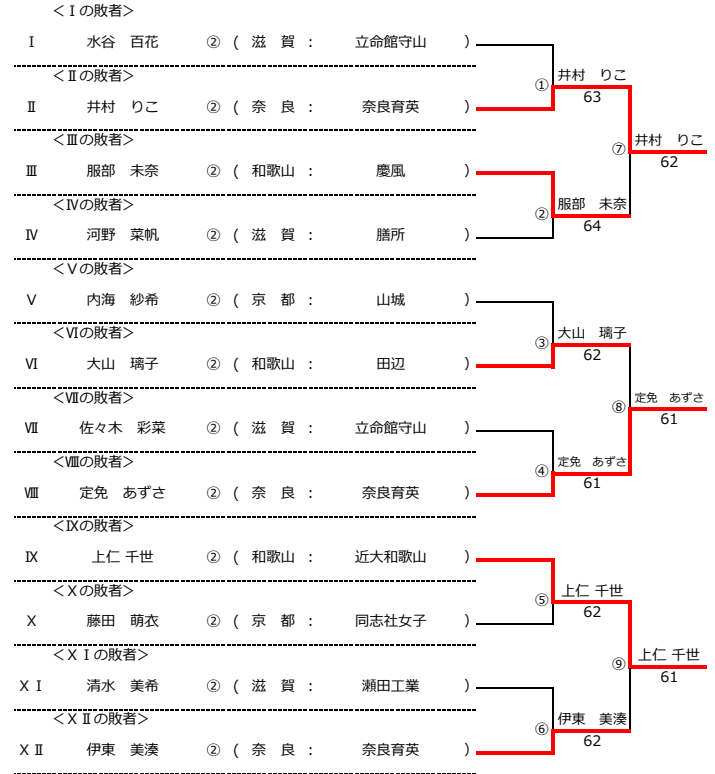 ＜Ⅰの敗者＞
Ⅰ 水谷　百花 ② ( 滋　賀 : 立命館守山 )
＜Ⅱの敗者＞
① 井村　りこ
63
Ⅱ 井村　りこ ② ( 奈　良 : 奈良育英 )
＜Ⅲの敗者＞
⑦ 井村　りこ
62
Ⅲ 服部　未奈 ② ( 和歌山 : 慶風 )
＜Ⅳの敗者＞
② 服部　未奈
64
Ⅳ 河野　菜帆 ② ( 滋　賀 : 膳所 )
＜Ⅴの敗者＞
Ⅴ 内海　紗希 ② ( 京　都 : 山城 )
＜Ⅵの敗者＞
③ 大山　璃子
62
Ⅵ 大山　璃子 ② ( 和歌山 : 田辺 )
＜Ⅶの敗者＞
⑧ 定免　あずさ
61
Ⅶ 佐々木　彩菜 ② ( 滋　賀 : 立命館守山 )
＜Ⅷの敗者＞
④ 定免　あずさ
61
Ⅷ 定免　あずさ ② ( 奈　良 : 奈良育英 )
＜Ⅸの敗者＞
Ⅸ 上仁 千世 ② ( 和歌山 : 近大和歌山 )
＜Ⅹの敗者＞
⑤ 上仁 千世
62
Ⅹ 藤田　萌衣 ② ( 京　都 : 同志社女子 )
＜ⅩⅠの敗者＞
⑨ 上仁 千世
61
ⅩⅠ 清水　美希 ② ( 滋　賀 : 瀬田工業 )
＜ⅩⅡの敗者＞
⑥ 伊東　美湊
62
ⅩⅡ 伊東　美湊 ② ( 奈　良 : 奈良育英 )